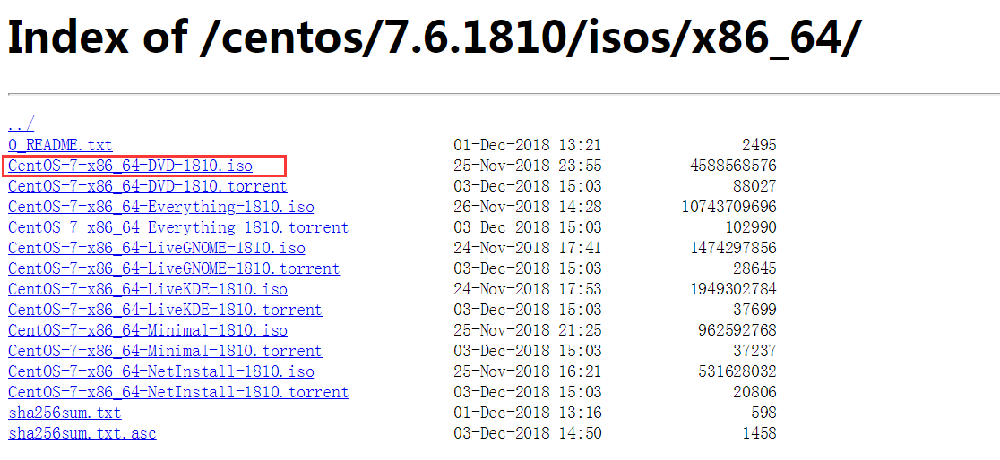 Index of /centos/7.6.1810/isos/x86_64/
../
0_README.txt 01-Dec-2018 13:21 2495
CentOS-7-x86_64-DVD-1810.iso 25-Nov-2018 23:55 4588568576
CentOS-7-x86_64-DVD-1810.torrent 03-Dec-2018 15:03 88027
CentOS-7-x86_64-Everything-1810.iso 26-Nov-2018 14:28 10743709696
CentOS-7-x86_64-Everything-1810.torrent 03-Dec-2018 15:03 102990
CentOS-7-x86_64-LiveGNOME-1810.iso 24-Nov-2018 17:41 1474297856
CentOS-7-x86_64-LiveGNOME-1810.torrent 03-Dec-2018 15:03 28645
CentOS-7-x86_64-LiveKDE-1810.iso 24-Nov-2018 17:53 1949302784
CentOS-7-x86_64-LiveKDE-1810.torrent 03-Dec-2018 15:03 37699
CentOS-7-x86_64-Minimal-1810.iso 25-Nov-2018 21:25 962592768
CentOS-7-x86_64-Minimal-1810.torrent 03-Dec-2018 15:03 37237
CentOS-7-x86_64-NetInstall-1810.iso 25-Nov-2018 16:21 531628032
CentOS-7-x86_64-NetInstall-1810.torrent 03-Dec-2018 15:03 20806
sha256sum.txt 01-Dec-2018 13:16 598
sha256sum.txt.asc 03-Dec-2018 14:50 1458